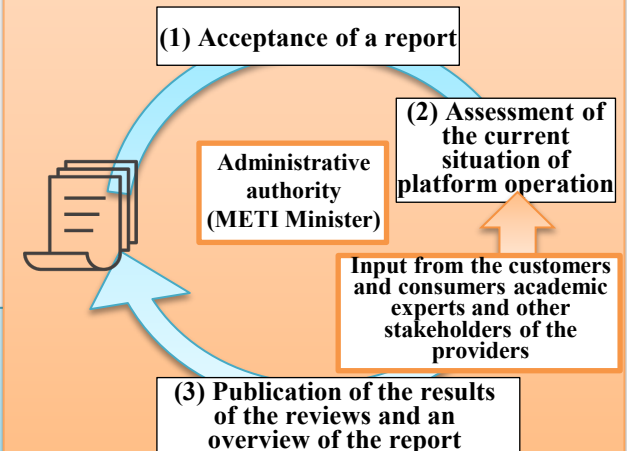 (1) Acceptance of a report
(2) Assessment of
the current
situation of
platform operation
Administrative
authority
(METI Minister)
Input from the customers
and consumers academic
experts and other
stakeholders of the
providers
(3) Publication of the results
of the reviews and an
overview of the report